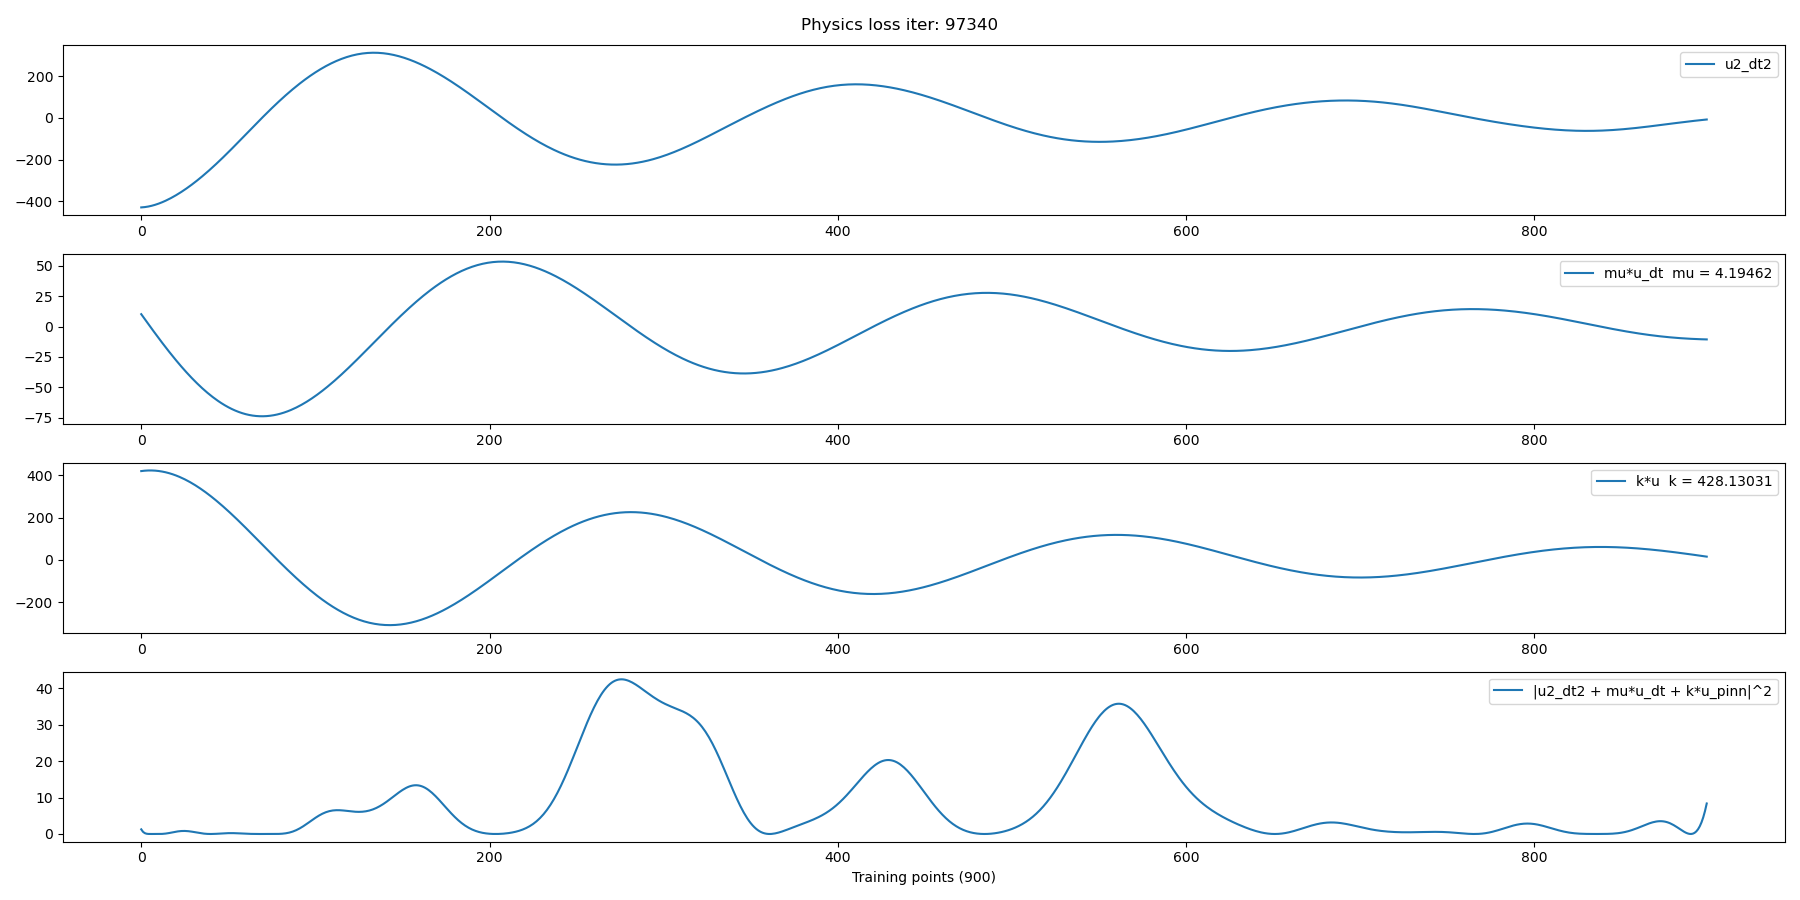 Physics loss iter: 97340
u2_dt2
200
0
−200
−400
0 200 400 600 800
mu*u_dt mu = 4.19462
50
25
0
−25
−50
−75
0 200 400 600 800
k*u k = 428.13031
400
200
0
−200
0 200 400 600 800
|u2_dt2 + mu*u_dt + k*u_pinn|^2
40
30
20
10
0
0 200 400 600 800
Training points (900)